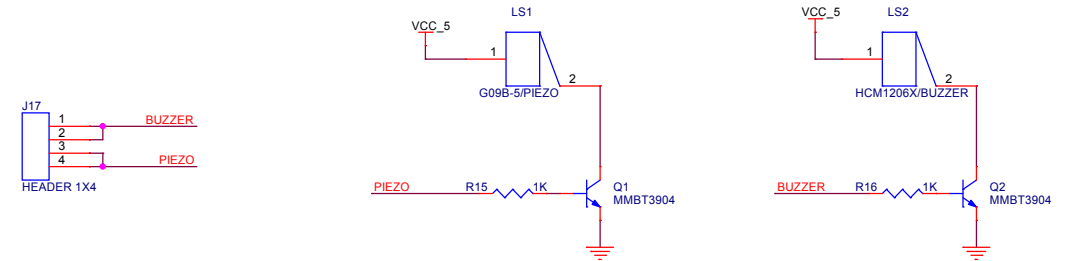 J17
1
2
3
4
BUZZER
PIEZO
HEADER 1X4
LS1
VCC_5
1
2
G09B-5/PIEZO
PIEZO
R15
1K
Q1
MMBT3904
LS2
VCC_5
1
2
HCM1206X/BUZZER
BUZZER
R16
1K
Q2
MMBT3904